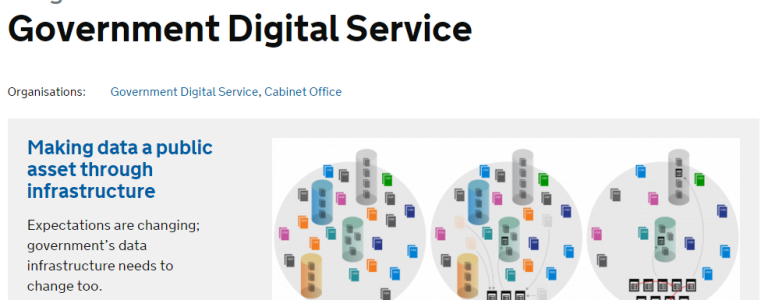 Government Digital Service
Organisations: Government Digital Service, Cabinet Office
Making data a public
asset through
infrastructure
Expectations are changing;
government's data
infrastructure needs to
change too.